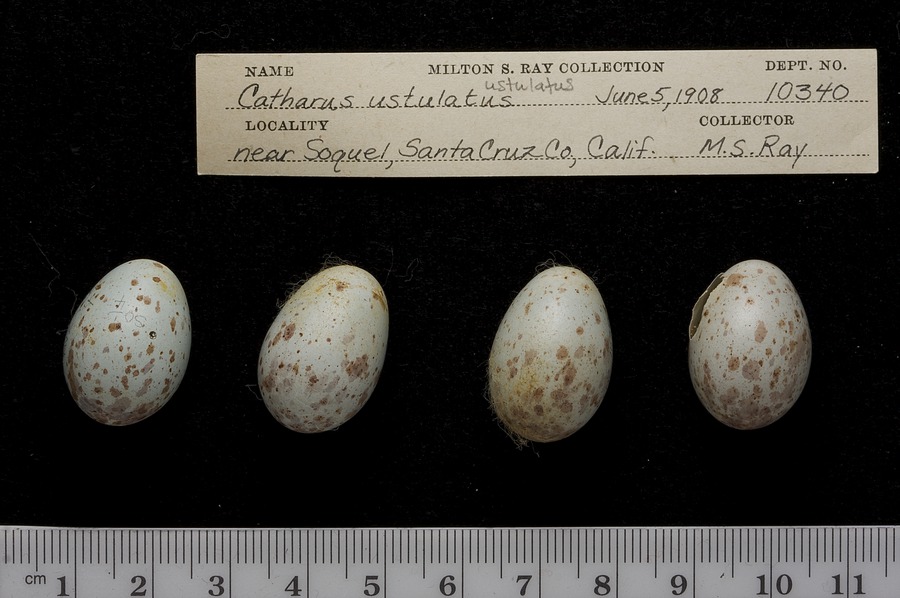 NAME MILTON S. RAY COLLECTION DEPT. NO.
ustulatus
Catharus ustulatus June 5, 1908 10340
LOCALITY COLLECTOR
near Soquel, Santa Cruz Co, Calif. M.S. Ray
cm 1 2 3 4 5 6 7 8 9 10 11